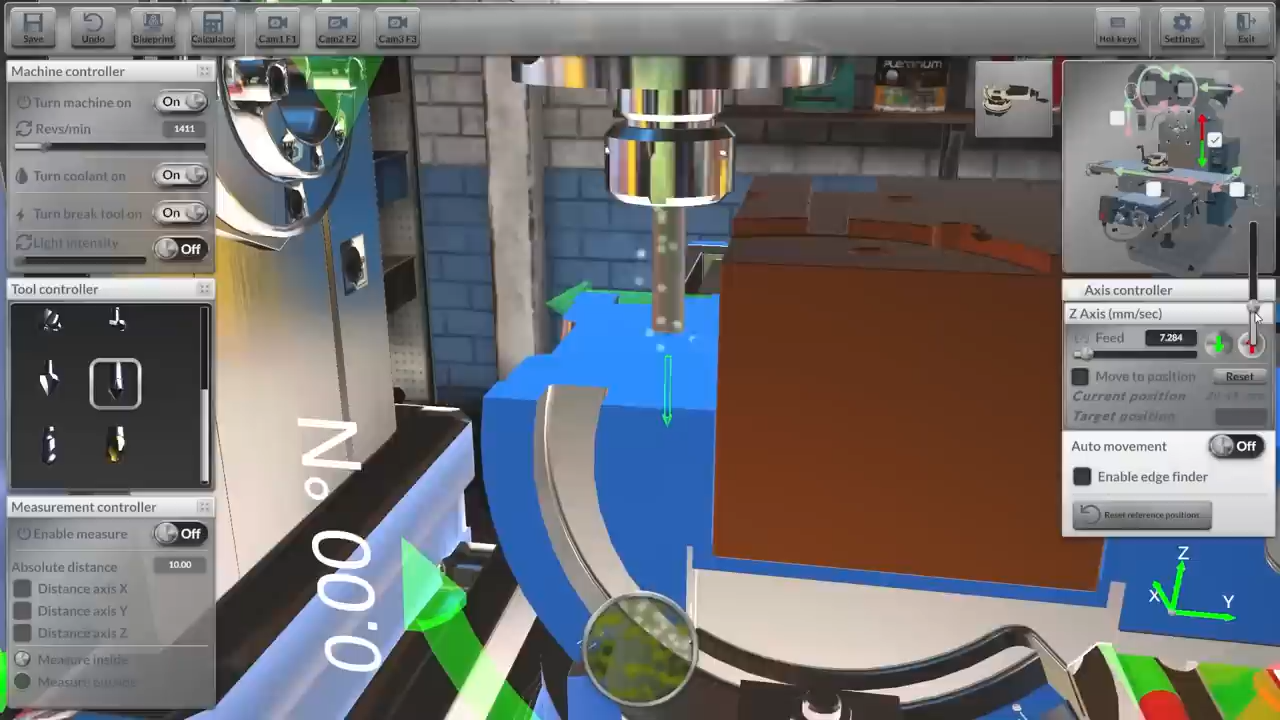 Save
Undo
Blueprint
Calculator
Cam1 F1
Cam2 F2
Cam3 F3
Hot-keys
Settings
Exit
Machine controller
Turn machine on
On
Revs/min
1411
Turn coolant on
On
Turn break tool on
On
Light intensity
Off
Tool controller
Measurement controller
Enable measure
Off
Absolute distance
10.00
Distance axis X
Distance axis Y
Distance axis Z
Measure inside
Measure outside
PLATINUM
0.00 °N
Axis controller
Z Axis (mm/sec)
Feed
7.284
Move to position
Reset
Current position
Target position
Auto movement
Off
Enable edge finder
Reset reference positions
Z
X
Y